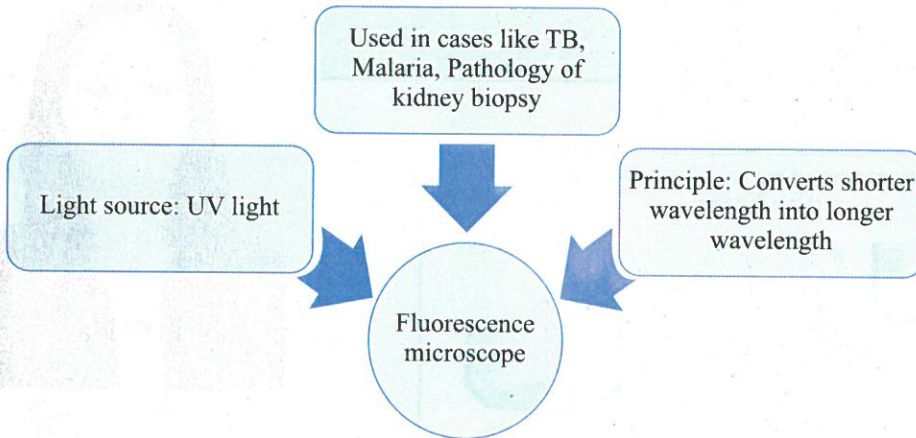 Used in cases like TB,
Malaria, Pathology of
kidney biopsy
Light source: UV light
Principle: Converts shorter
wavelength into longer
wavelength
Fluorescence
microscope